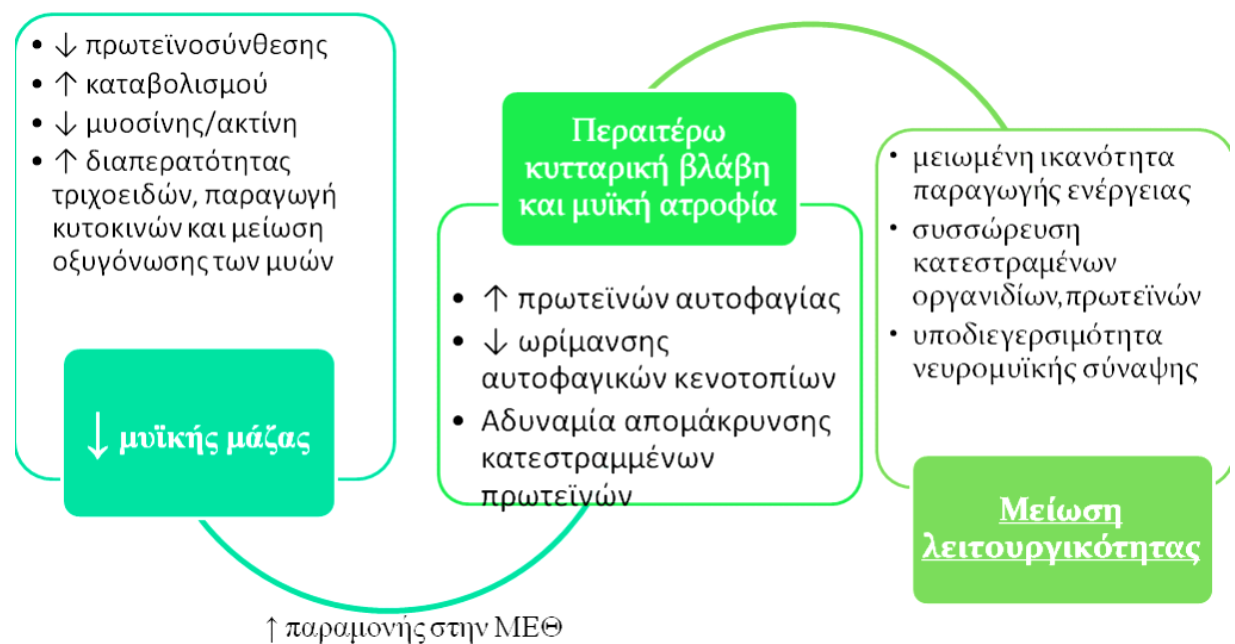 • ↓ πρωτεϊνοσύνθεσης
• ↑ καταβολισμού
• ↓ μυοσίνης/ακτίνη
• ↑ διαπερατότητας
τριχοειδών, παραγωγή
κυτοκινών και μείωση
οξυγόνωσης των μυών
↓ μυϊκής μάζας
↑ παραμονής στην ΜΕΘ
Περαιτέρω
κυτταρική βλάβη
και μυϊκή ατροφία
• ↑ πρωτεϊνών αυτοφαγίας
• ↓ ωρίμανσης
αυτοφαγικών κενοτοπίων
• Αδυναμία απομάκρυνσης
κατεστραμμένων
πρωτεϊνών
• μειωμένη ικανότητα
παραγωγής ενέργειας
• συσσώρευση
κατεστραμένων
οργανιδίων,πρωτεϊνών
• υποδιεγερσιμότητα
νευρομυϊκής σύναψης
Μείωση
λειτουργικότητας